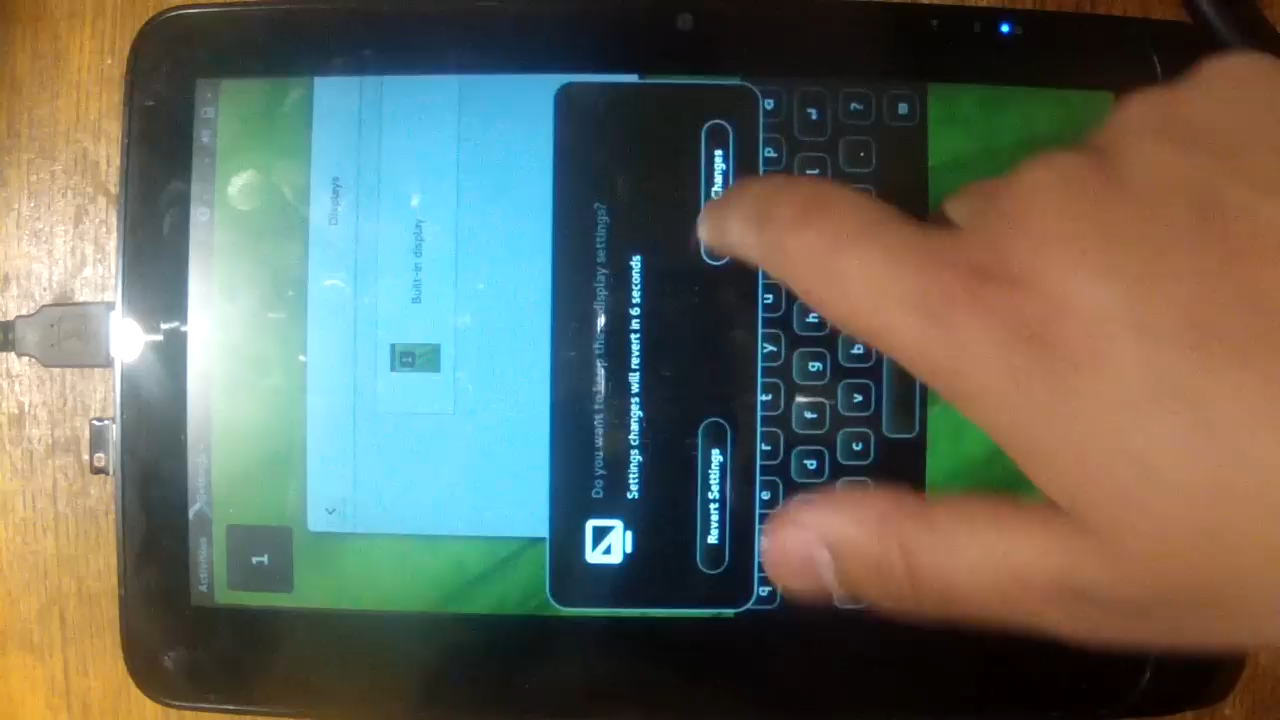 Activities
1
Displays
Built-in display
1
Do you want to keep these display settings?
Settings changes will revert in 6 seconds
Revert Settings
Changes
q e r t y u p a
d f g h l
c v b . ?